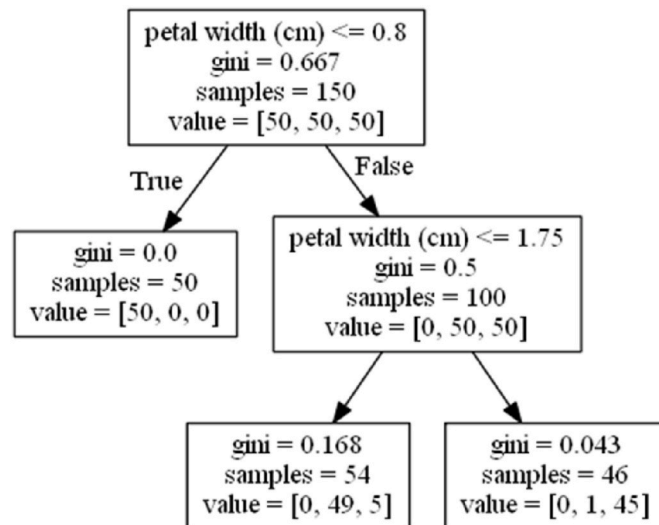 petal width (cm) <= 0.8
gini = 0.667
samples = 150
value = [50, 50, 50]
True
False
gini = 0.0
samples = 50
value = [50, 0, 0]
petal width (cm) <= 1.75
gini = 0.5
samples = 100
value = [0, 50, 50]
gini = 0.168
samples = 54
value = [0, 49, 5]
gini = 0.043
samples = 46
value = [0, 1, 45]